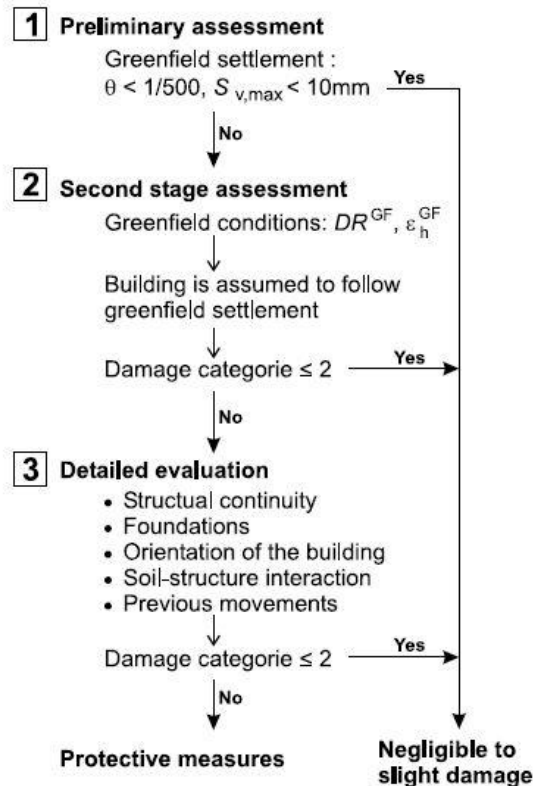 1 Preliminary assessment
Greenfield settlement :
θ < 1/500, S v,max < 10mm
Yes
No
2 Second stage assessment
Greenfield conditions: DR^GF, ε_h^GF
Building is assumed to follow
greenfield settlement
Damage categorie ≤ 2
Yes
No
3 Detailed evaluation
• Structual continuity
• Foundations
• Orientation of the building
• Soil-structure interaction
• Previous movements
Damage categorie ≤ 2
Yes
No
Protective measures
Negligible to
slight damage